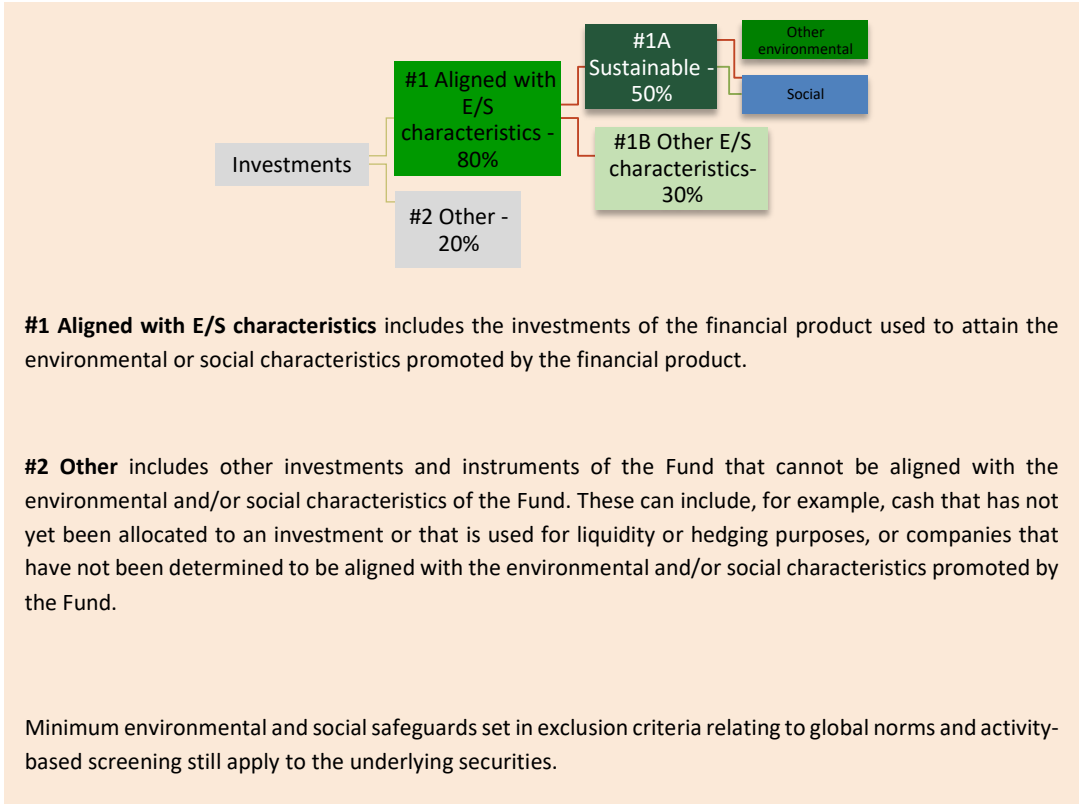 Investments
#1 Aligned with
E/S
characteristics -
80%
#2 Other -
20%
#1A
Sustainable -
50%
#1B Other E/S
characteristics-
30%
Other
environmental
Social
#1 Aligned with E/S characteristics includes the investments of the financial product used to attain the
environmental or social characteristics promoted by the financial product.
#2 Other includes other investments and instruments of the Fund that cannot be aligned with the
environmental and/or social characteristics of the Fund. These can include, for example, cash that has not
yet been allocated to an investment or that is used for liquidity or hedging purposes, or companies that
have not been determined to be aligned with the environmental and/or social characteristics promoted by
the Fund.
Minimum environmental and social safeguards set in exclusion criteria relating to global norms and activity-
based screening still apply to the underlying securities.